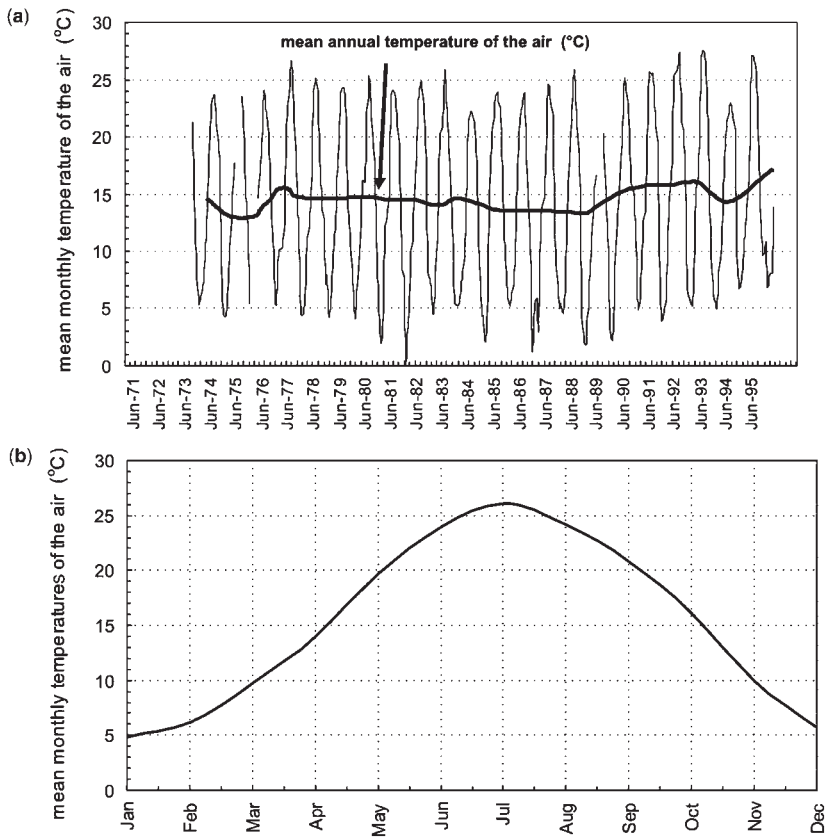 (a)
mean monthly temperature of the air (°C)
30
25
20
15
10
5
0
mean annual temperature of the air (°C)
Jun-71
Jun-72
Jun-73
Jun-74
Jun-75
Jun-76
Jun-77
Jun-78
Jun-79
Jun-80
Jun-81
Jun-82
Jun-83
Jun-84
Jun-85
Jun-86
Jun-87
Jun-88
Jun-89
Jun-90
Jun-91
Jun-92
Jun-93
Jun-95
(b)
mean monthly temperatures of the air (°C)
30
25
20
15
10
5
0
Jan
Feb
Mar
Apr
May
Jun
Jul
Aug
Sep
Oct
Nov
Dec